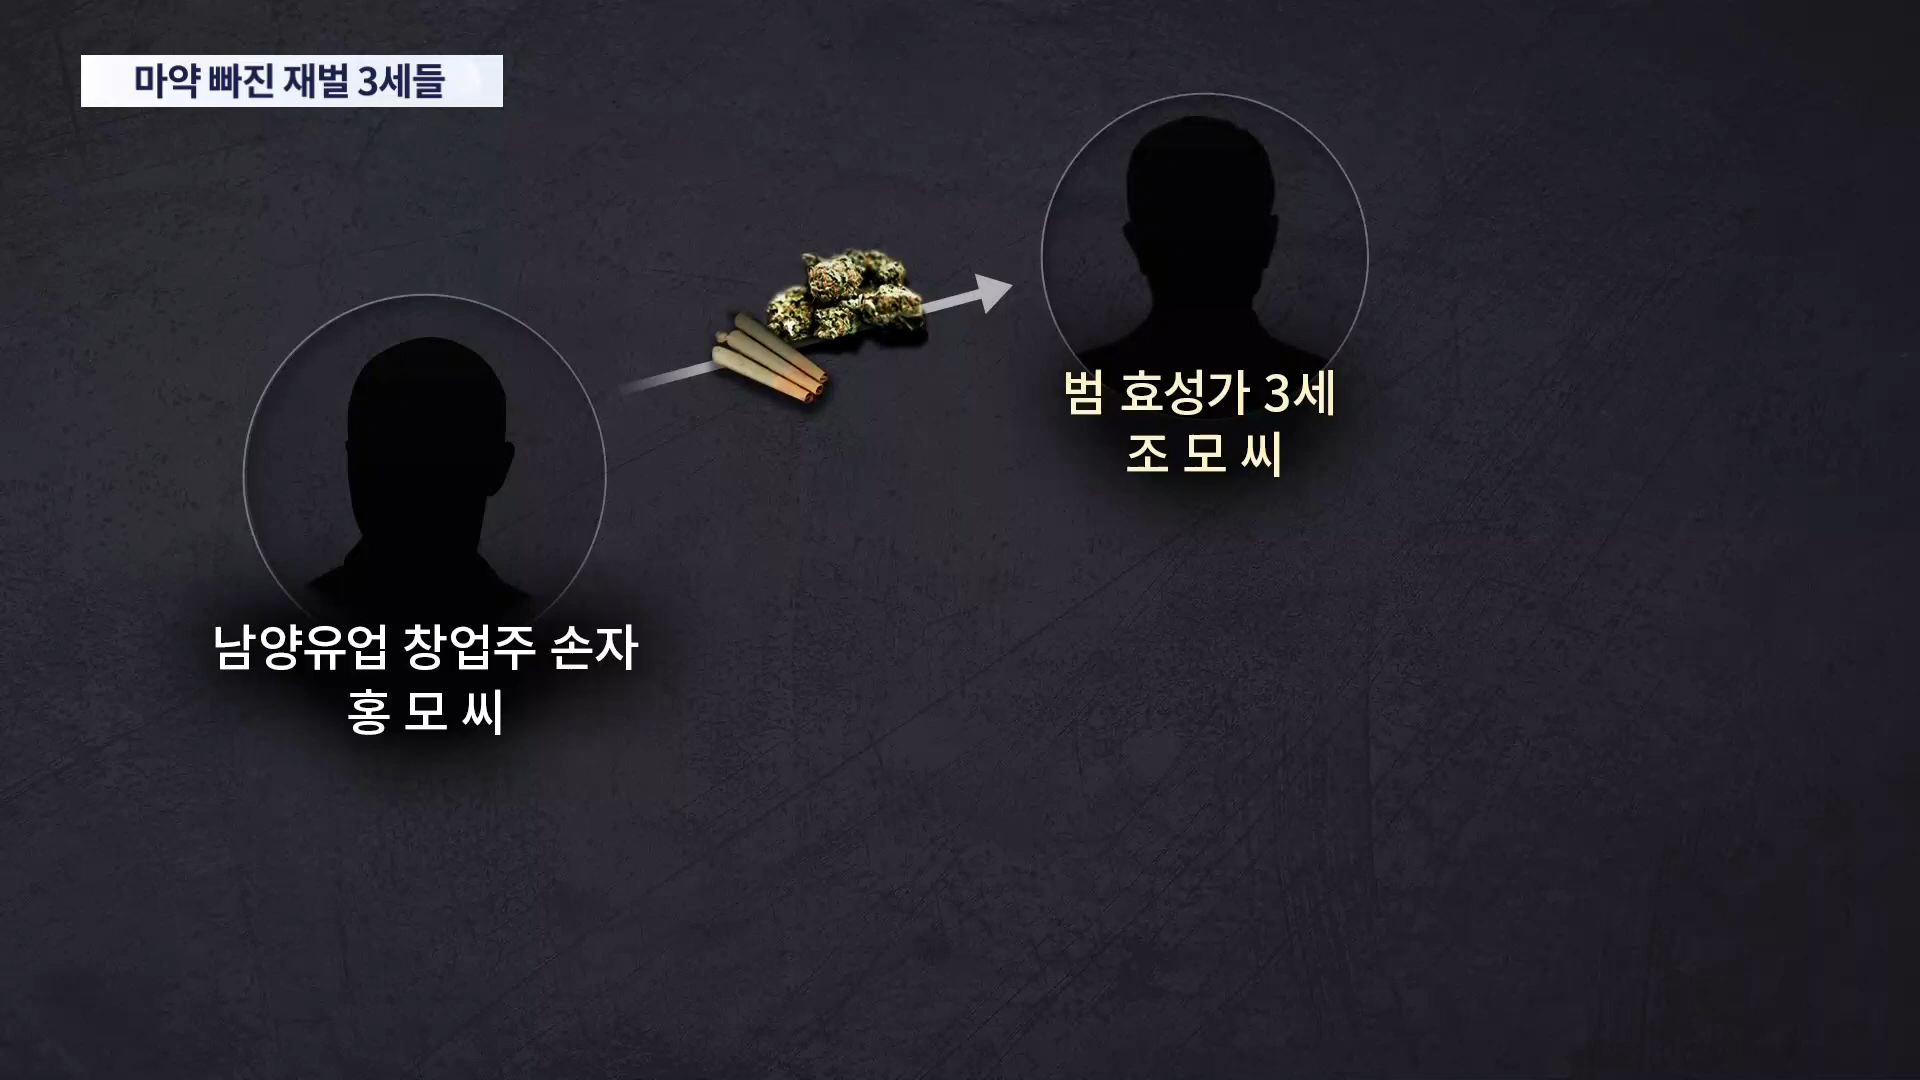 마약 빠진 재벌 3세들
범 효성가 3세
조 모 씨
남양유업 창업주 손자
홍 모 씨